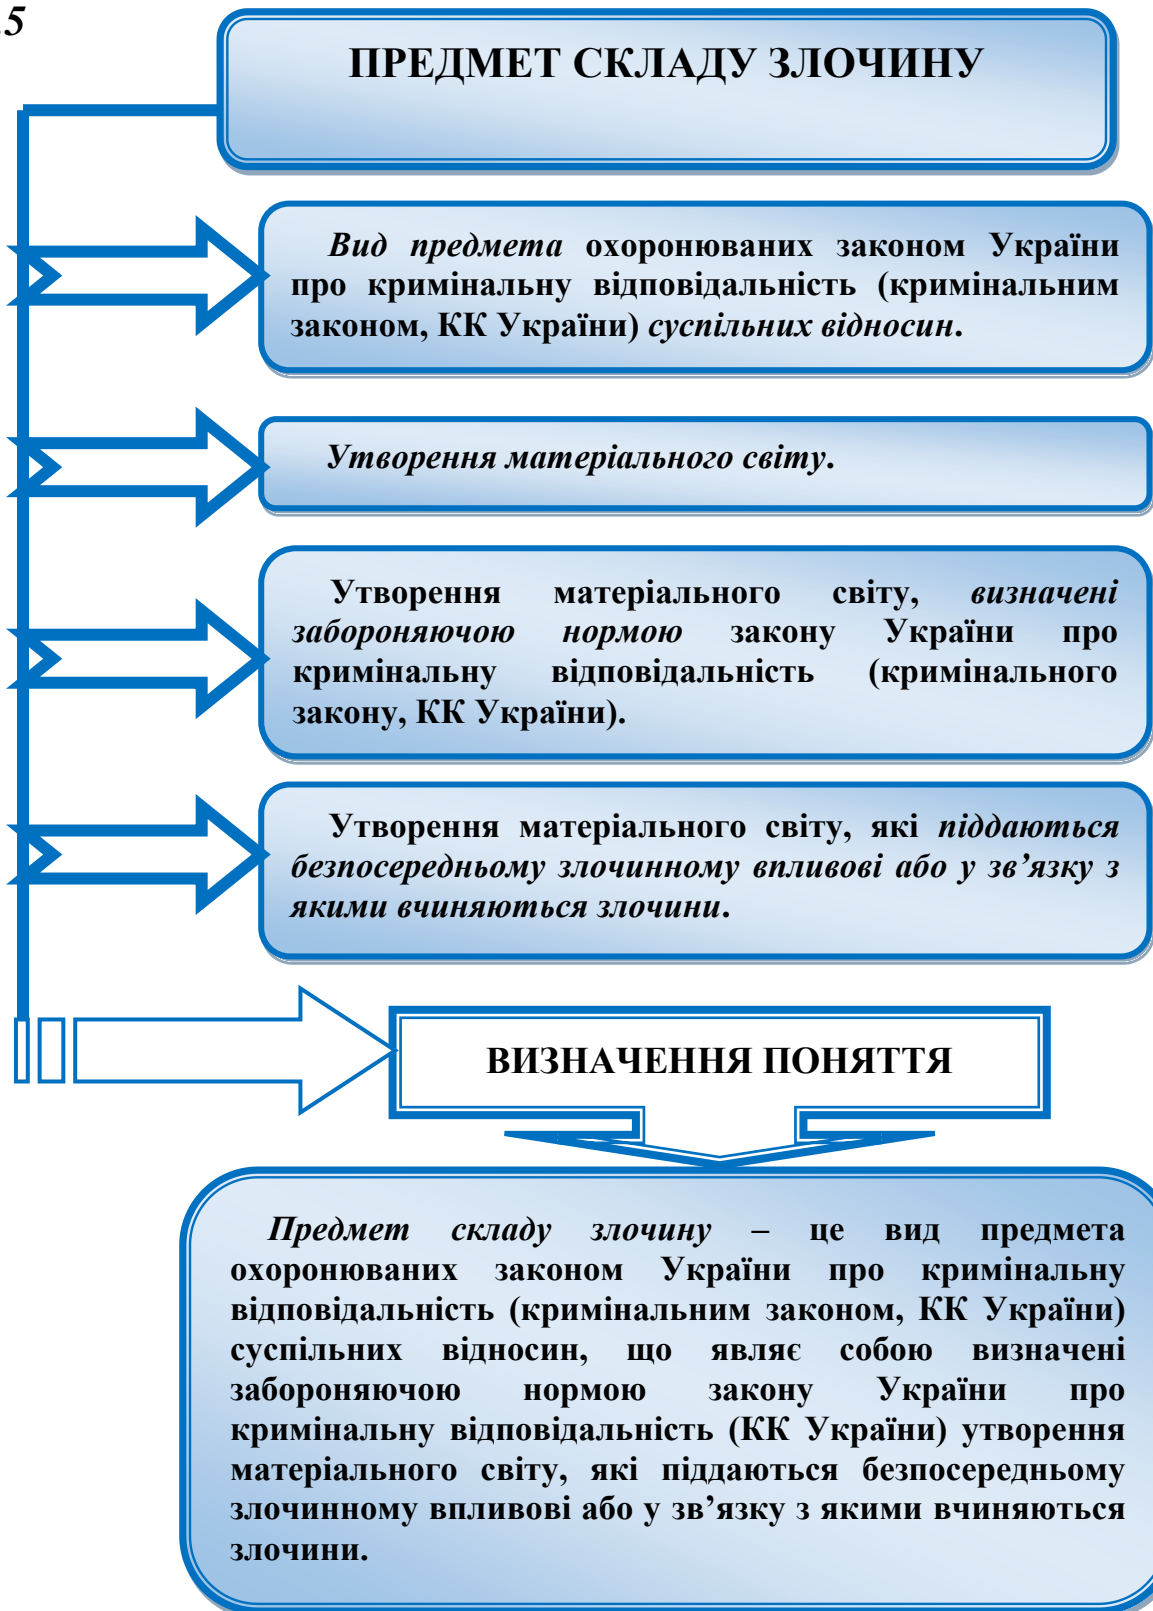 .5
ПРЕДМЕТ СКЛАДУ ЗЛОЧИНУ
Вид предмета охоронюваних законом України
про кримінальну відповідальність (кримінальним
законом, КК України) суспільних відносин.
Утворення матеріального світу.
Утворення матеріального світу, визначені
забороняючою нормою закону України про
кримінальну відповідальність (кримінального
закону, КК України).
Утворення матеріального світу, які піддаються
безпосередньому злочинному впливові або у зв’язку з
якими вчиняються злочини.
ВИЗНАЧЕННЯ ПОНЯТТЯ
Предмет складу злочину – це вид предмета
охоронюваних законом України про кримінальну
відповідальність (кримінальним законом, КК України)
суспільних відносин, що являє собою визначені
забороняючою нормою закону України про
кримінальну відповідальність (КК України) утворення
матеріального світу, які піддаються безпосередньому
злочинному впливові або у зв’язку з якими вчиняються
злочини.